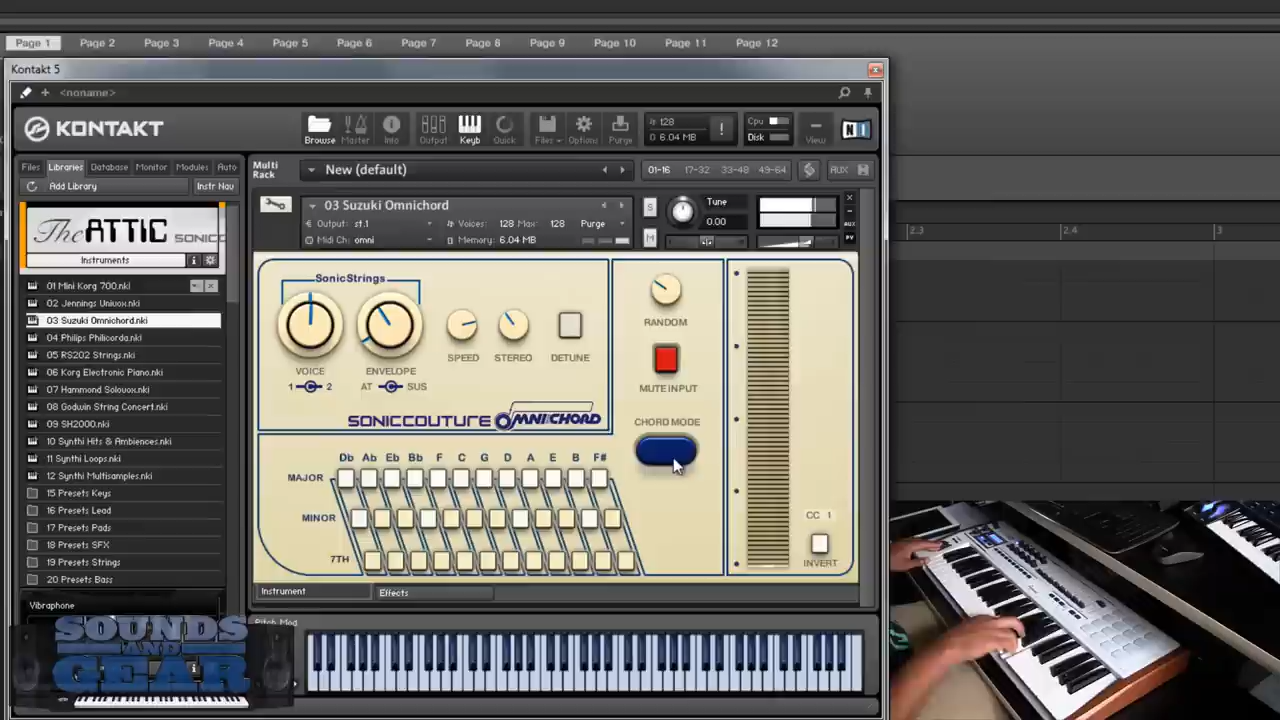 Page 1 Page 2 Page 3 Page 4 Page 5 Page 6 Page 7 Page 8 Page 9 Page 10 Page 11 Page 12
Kontakt 5
<noname>
KONTAKT
Browse Master Info Output Keyb Quick Files Options Purge
128
6.04 MB
!
Cpu
Disk
View
NI
Files Libraries Database Monitor Modules Auto
Add Library Instr Nav
The ATTIC SONICC
Instruments i
01 Mini Korg 700.nki
02 Jennings Univox.nki
03 Suzuki Omnichord.nki
04 Philips Philicorda.nki
05 RS202 Strings.nki
06 Korg Electronic Piano.nki
07 Hammond Solovox.nki
08 Godwin String Concert.nki
09 SH2000.nki
10 Synthi Hits & Ambiences.nki
11 Synthi Loops.nki
12 Synthi Multisamples.nki
15 Presets Keys
16 Presets Lead
17 Presets Pads
18 Presets SFX
19 Presets Strings
20 Presets Bass
Vibraphone
SOUNDS
AND
GEAR
Multi
Rack
New (default)
01-16 17-32 33-48 49-64
AUX
03 Suzuki Omnichord
Output: st.1 Voices: 128 Max: 128 Purge
Midi Ch: omni Memory: 6.04 MB
S
M
Tune
0.00
AUX
PV
SonicStrings
VOICE
1 2
ENVELOPE
AT SUS
SPEED STEREO DETUNE
SONICCOUTURE OMNICHORD
RANDOM
MUTE INPUT
CHORD MODE
Db Ab Eb Bb F C G D A E B F#
MAJOR
MINOR
7TH
CC 1
INVERT
Instrument Effects
Pitch Mod
2.3 2.4 3